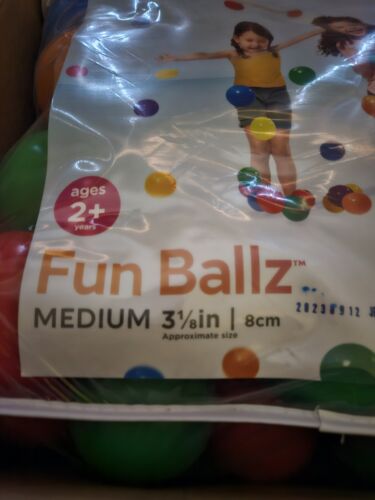 ages
2+
years
Fun Ballz™
MEDIUM 3⅛in | 8cm
Approximate size